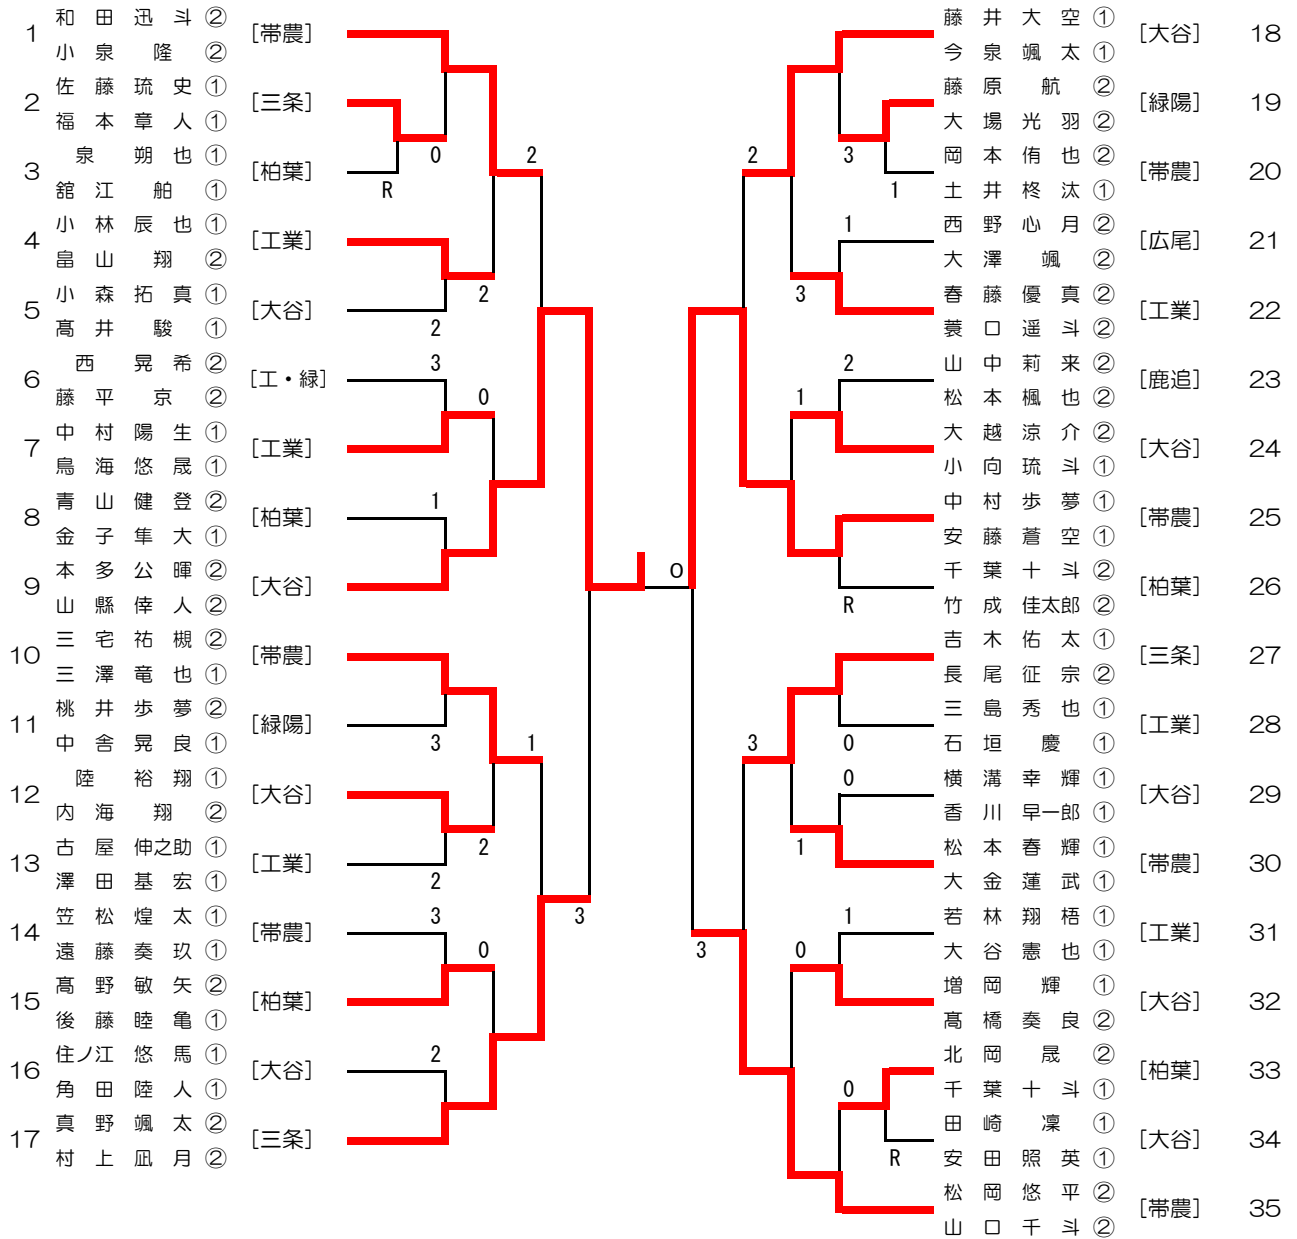 1 和田迅斗② [帯農]
小泉隆②
2 佐藤琉史① [三条]
福本章人①
3 泉朔也① [柏葉]
舘江舶①
4 小林辰也① [工業]
畠山翔②
5 小森拓真① [大谷]
髙井駿①
6 西晃希② [工・緑]
藤平京②
7 中村陽生① [工業]
鳥海悠晟①
8 青山健登② [柏葉]
金子隼大①
9 本多公暉② [大谷]
山縣倖人②
10 三宅祐槻② [帯農]
三澤竜也①
11 桃井歩夢② [緑陽]
中舎晃良①
12 陸裕翔① [大谷]
内海翔②
13 古屋伸之助① [工業]
澤田基宏①
14 笠松煌太① [帯農]
遠藤奏玖①
15 髙野敏矢② [柏葉]
後藤睦亀①
16 住ノ江悠馬① [大谷]
角田陸人①
17 真野颯太② [三条]
村上凪月②
0
R
2
2
2
3
0
1
3
1
2
2
3
3
0
2
0
藤井大空① [大谷] 18
今泉颯太①
藤原航② [緑陽] 19
大場光羽②
岡本侑也② [帯農] 20
土井柊汰①
西野心月② [広尾] 21
大澤颯②
春藤優真② [工業] 22
蓑口遥斗②
山中莉来② [鹿追] 23
松本楓也②
大越涼介② [大谷] 24
小向琉斗①
中村歩夢① [帯農] 25
安藤蒼空①
千葉十斗② [柏葉] 26
竹成佳太郎②
吉木佑太① [三条] 27
長尾征宗②
三島秀也① [工業] 28
石垣慶①
横溝幸輝① [大谷] 29
香川早一郎①
松本春輝① [帯農] 30
大金蓮武①
若林翔梧① [工業] 31
大谷憲也①
増岡輝① [大谷] 32
髙橋奏良②
北岡晟② [柏葉] 33
千葉十斗①
田崎凜① [大谷] 34
安田照英①
松岡悠平② [帯農] 35
山口千斗②
2
3
1
1
3
2
1
R
0
3
0
1
1
3
0
0
R